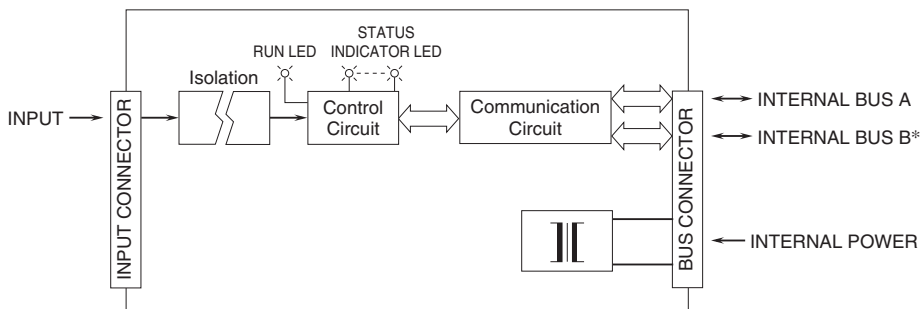 STATUS
RUN LED
INDICATOR LED
Isolation
INPUT
INPUT CONNECTOR
Control
Circuit
Communication
Circuit
BUS CONNECTOR
INTERNAL BUS A
INTERNAL BUS B*
INTERNAL POWER